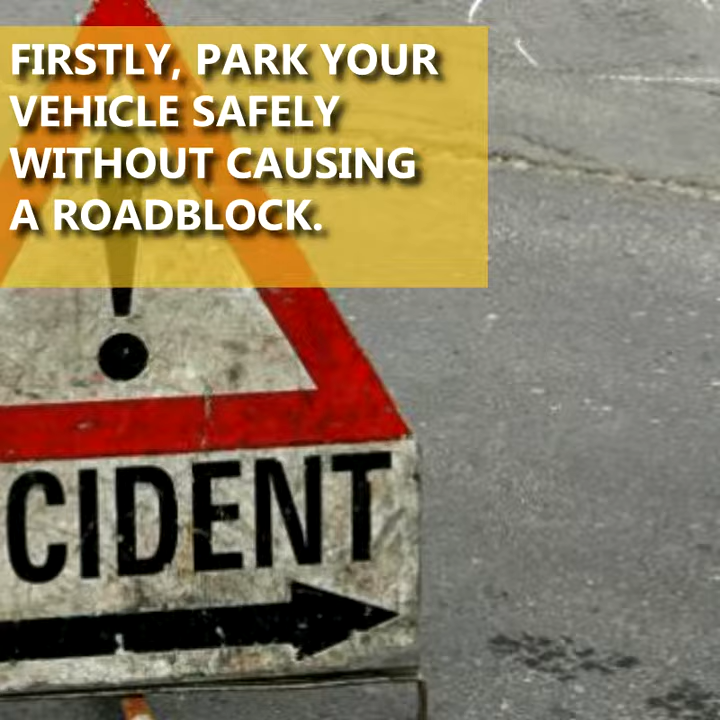 FIRSTLY, PARK YOUR
VEHICLE SAFELY
WITHOUT CAUSING
A ROADBLOCK.
CIDENT